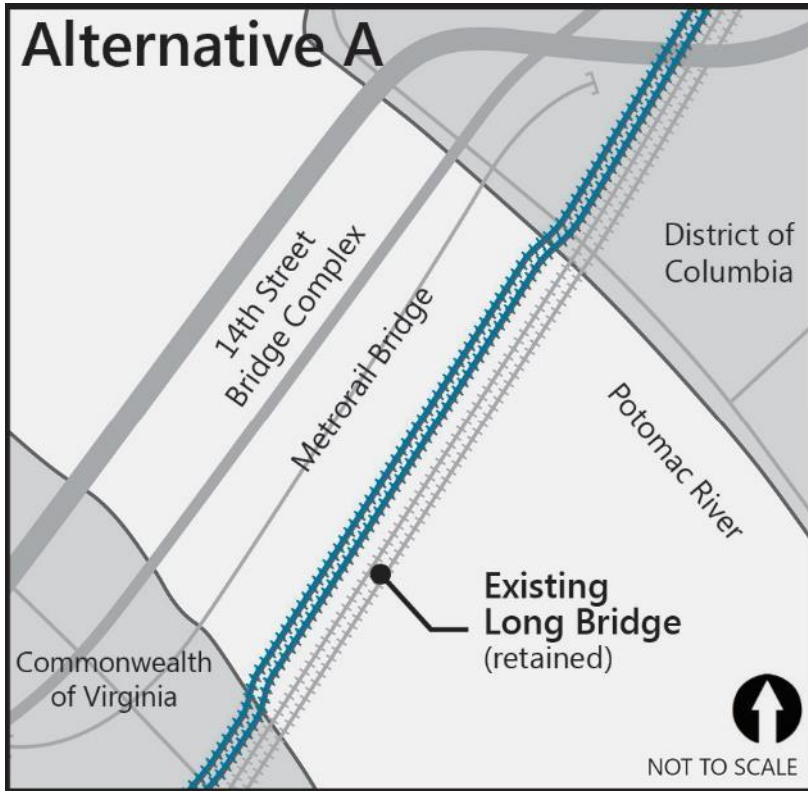 Alternative A
14th Street
Bridge Complex
Metrorail Bridge
District of
Columbia
Potomac River
Existing
Long Bridge
(retained)
Commonwealth
of Virginia
NOT TO SCALE